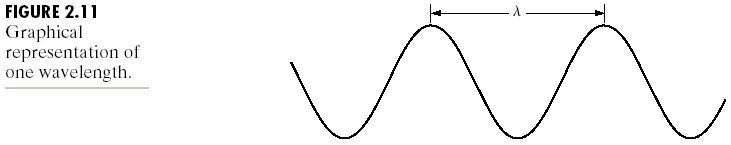 FIGURE 2.11
Graphical
representation of
one wavelength.
λ